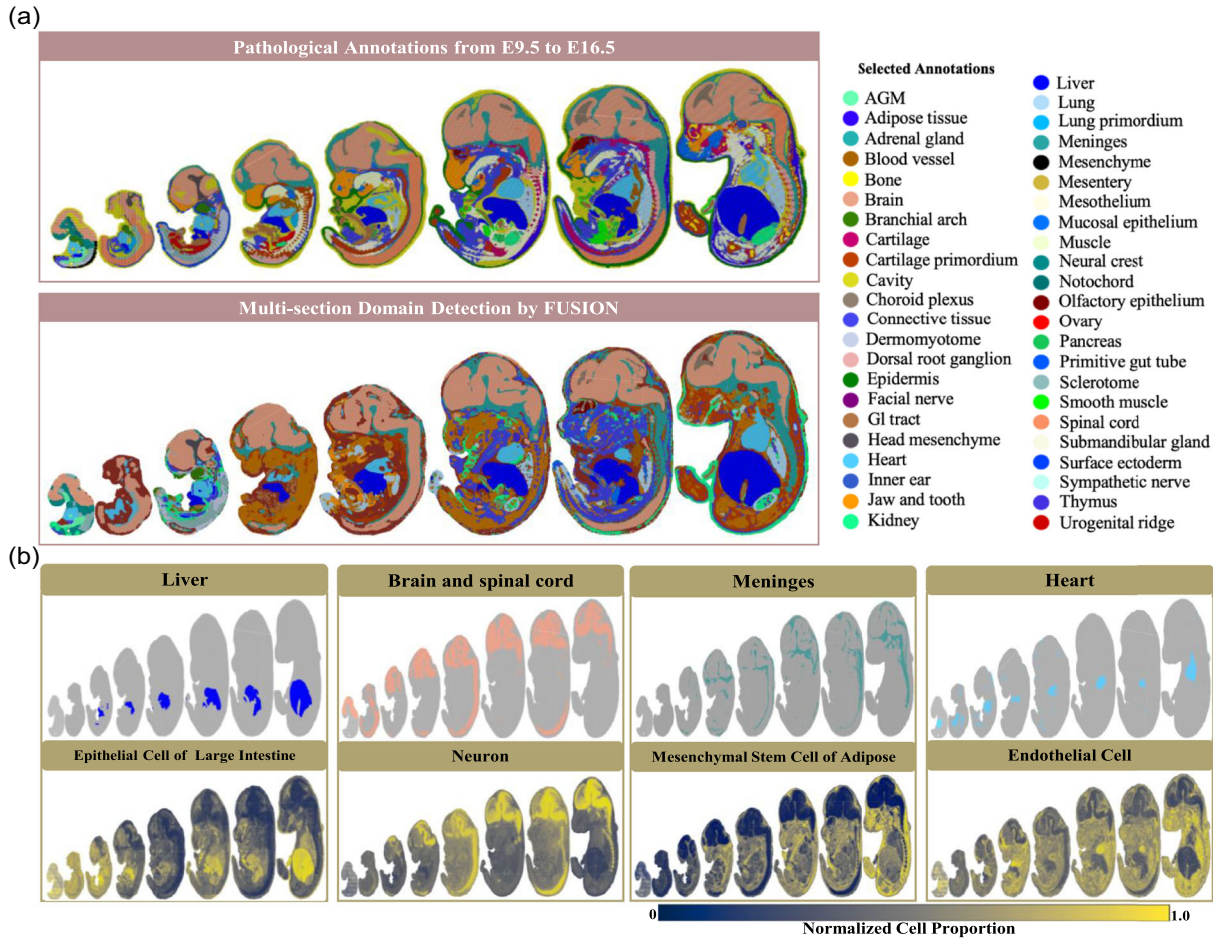 (a)
Pathological Annotations from E9.5 to E16.5
Multi-section Domain Detection by FUSION
Selected Annotations
AGM
Adipose tissue
Adrenal gland
Blood vessel
Bone
Brain
Branchial arch
Cartilage
Cartilage primordium
Cavity
Choroid plexus
Connective tissue
Dermomyotome
Dorsal root ganglion
Epidermis
Facial nerve
Gl tract
Head mesenchyme
Heart
Inner ear
Jaw and tooth
Kidney
Liver
Lung
Lung primordium
Meninges
Mesenchyme
Mesentery
Mesothelium
Mucosal epithelium
Muscle
Neural crest
Notochord
Olfactory epithelium
Ovary
Pancreas
Primitive gut tube
Sclerotome
Smooth muscle
Spinal cord
Submandibular gland
Surface ectoderm
Sympathetic nerve
Thymus
Urogenital ridge
(b)
Liver
Brain and spinal cord
Meninges
Heart
Epithelial Cell of Large Intestine
Neuron
Mesenchymal Stem Cell of Adipose
Endothelial Cell
0
1.0
Normalized Cell Proportion